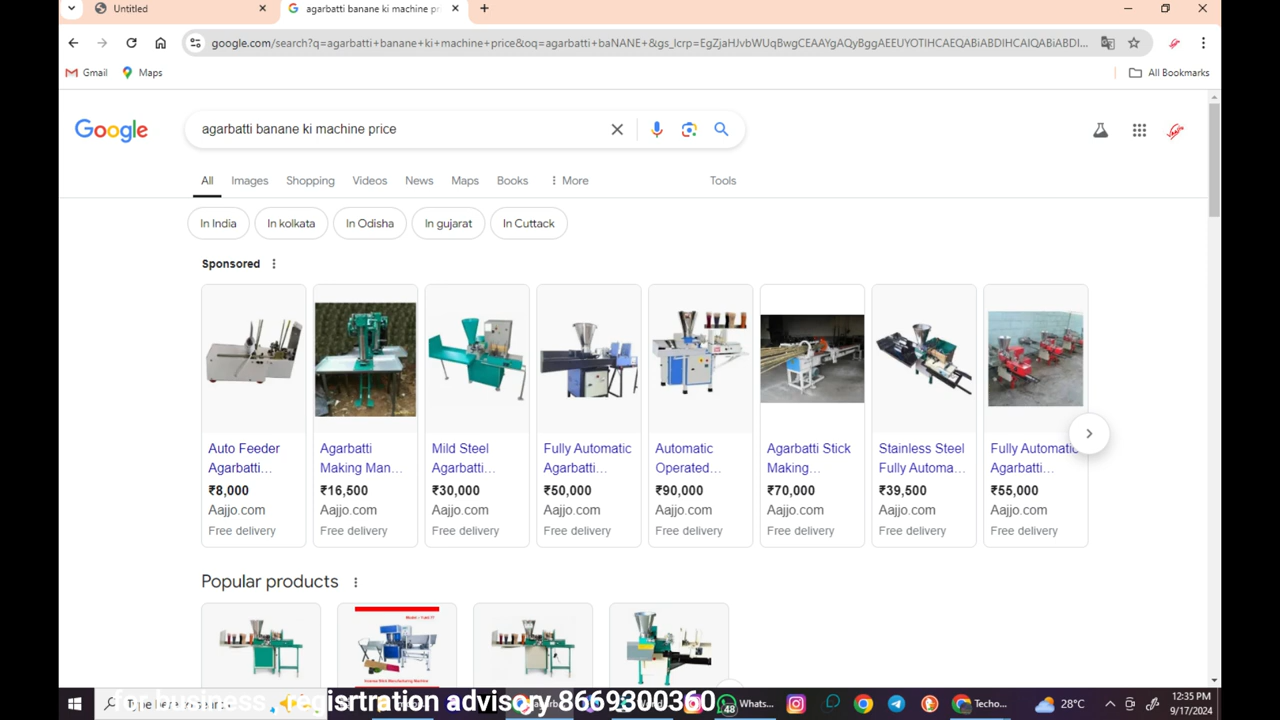 Untitled
agarbatti banane ki machine pri
google.com/search?q=agarbatti+banane+ki+machine+price&oq=agarbatti+baNANE+&gs_lcrp=EgZjaHJvbWUqBwgCEAAYgAQyBggAEEUYOTIHCAEQABiABDIHCAIQABiABDI...
Gmail
Maps
All Bookmarks
Google
agarbatti banane ki machine price
All Images Shopping Videos News Maps Books More Tools
In India
In kolkata
In Odisha
In gujarat
In Cuttack
Sponsored
Auto Feeder
Agarbatti...
₹8,000
Aajjo.com
Free delivery
Agarbatti
Making Man...
₹16,500
Aajjo.com
Free delivery
Mild Steel
Agarbatti...
₹30,000
Aajjo.com
Free delivery
Fully Automatic
Agarbatti...
₹50,000
Aajjo.com
Free delivery
Automatic
Operated...
₹90,000
Aajjo.com
Free delivery
Agarbatti Stick
Making...
₹70,000
Aajjo.com
Free delivery
Stainless Steel
Fully Automa...
₹39,500
Aajjo.com
Free delivery
Fully Automatic
Agarbatti...
₹55,000
Aajjo.com
Free delivery
Popular products
for business , regisrtration advisory 8669300360
48
Whats...
Techo...
28°C
12:35 PM
9/17/2024